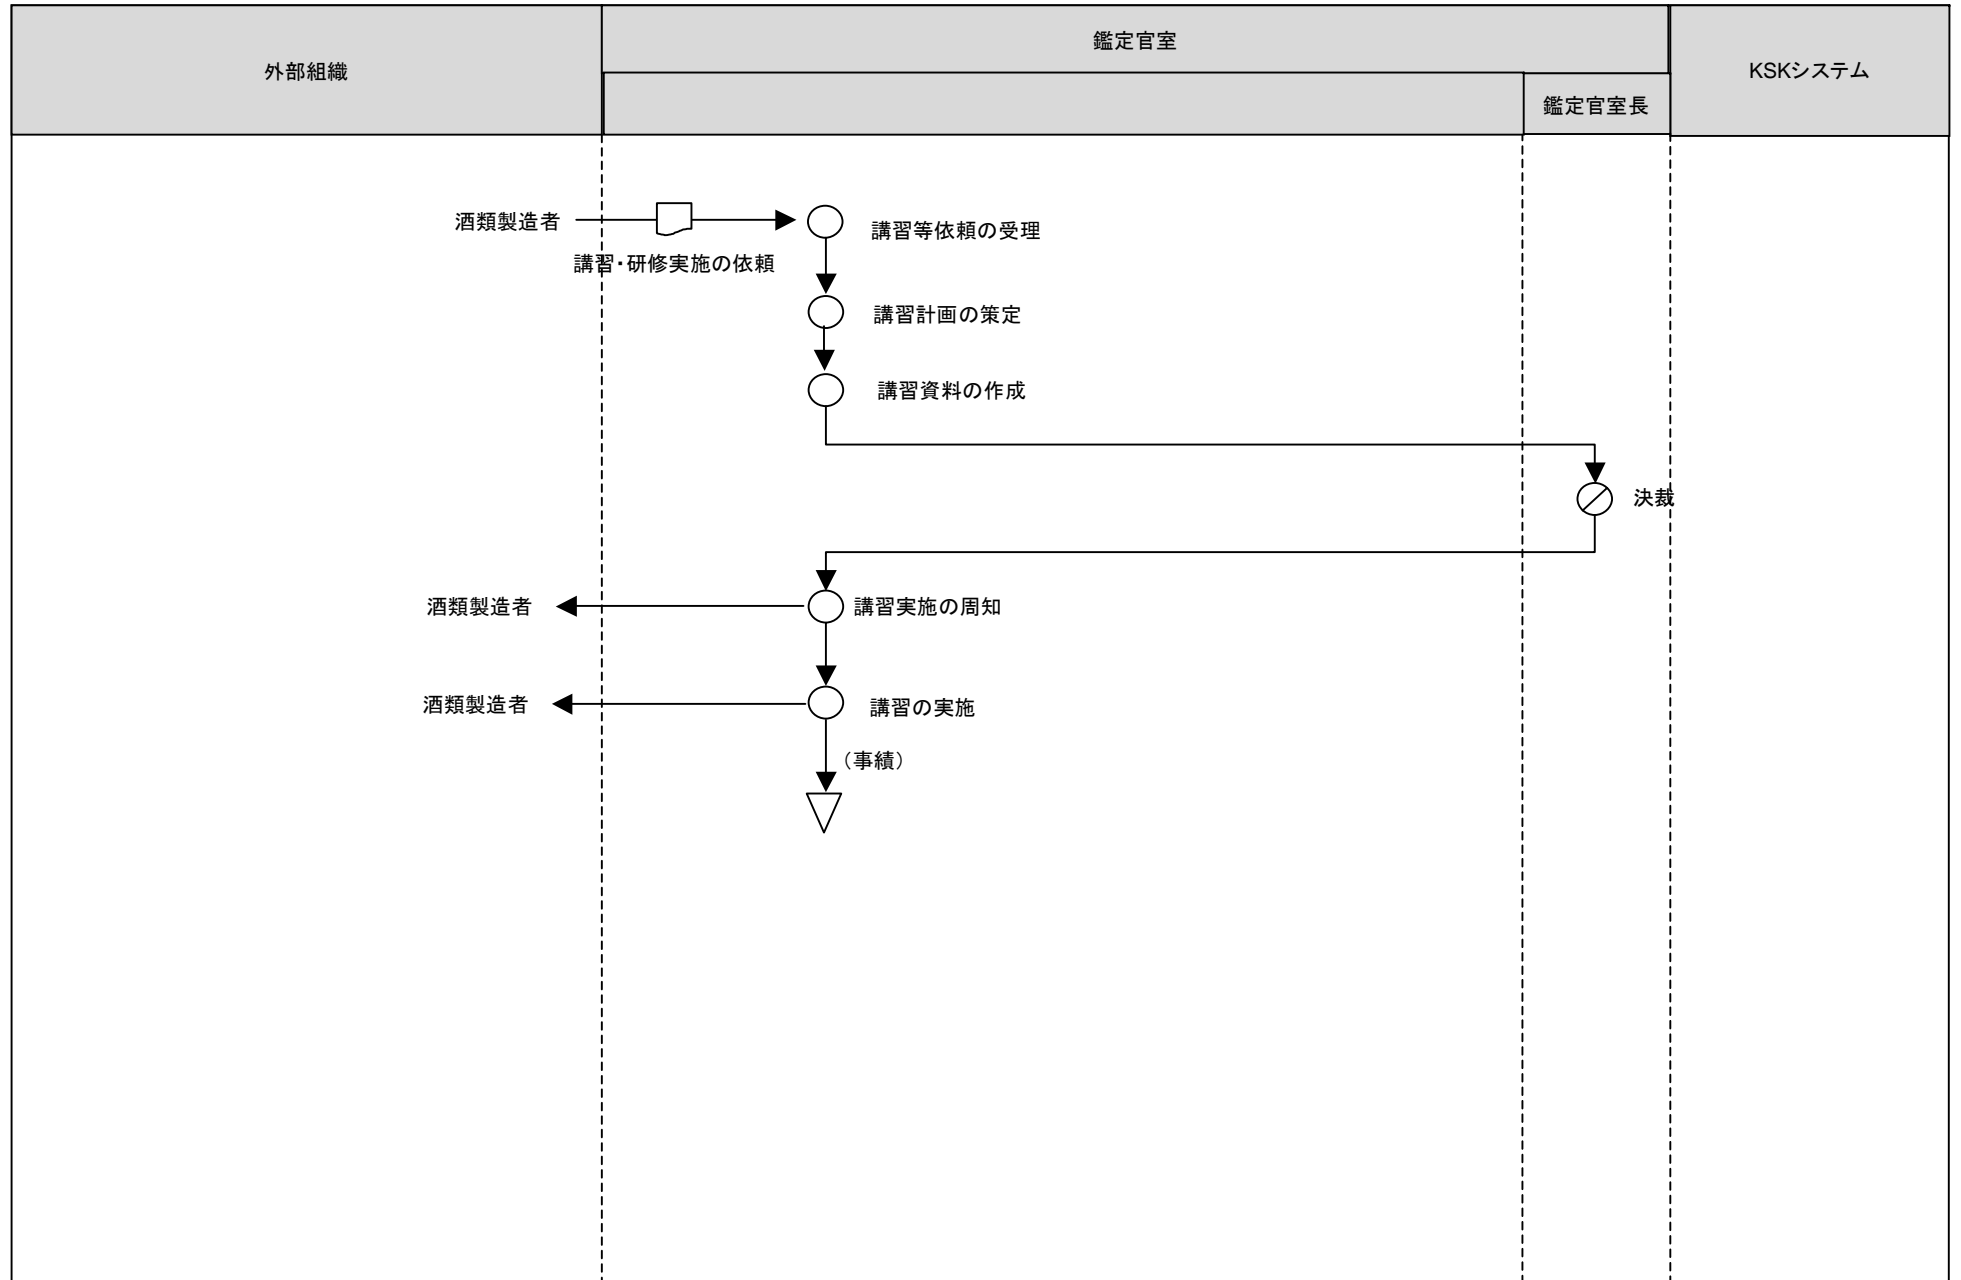 外部組織
鑑定官室
KSKシステム
鑑定官室長
酒類製造者
講習等依頼の受理
講習・研修実施の依頼
講習計画の策定
講習資料の作成
決裁
酒類製造者
講習実施の周知
酒類製造者
講習の実施
（事績）